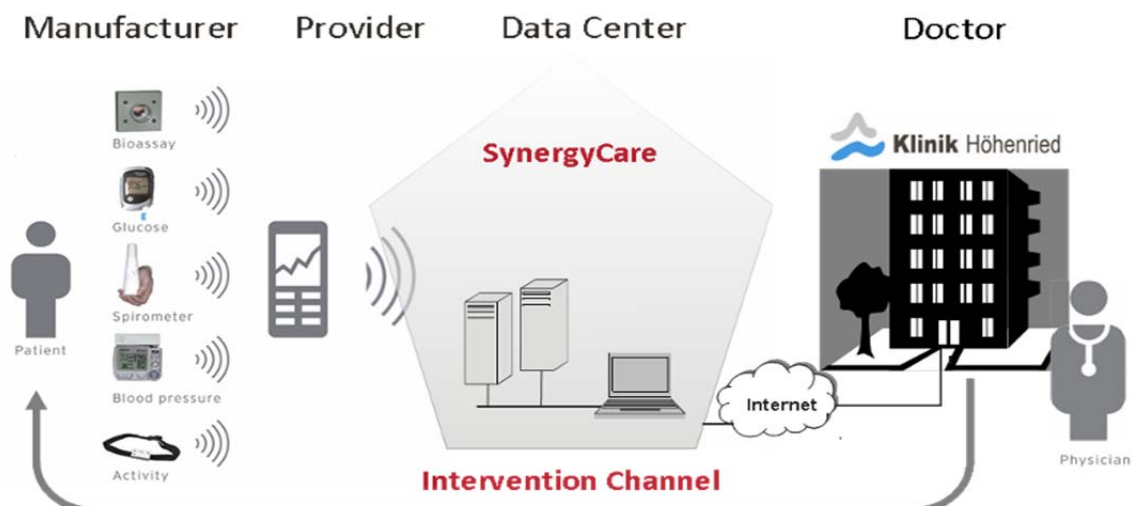 Manufacturer
Provider
Data Center
Doctor
Bioassay
Glucose
Spirometer
Blood pressure
Activity
Patient
SynergyCare
Klinik Höhenried
Internet
Physician
Intervention Channel